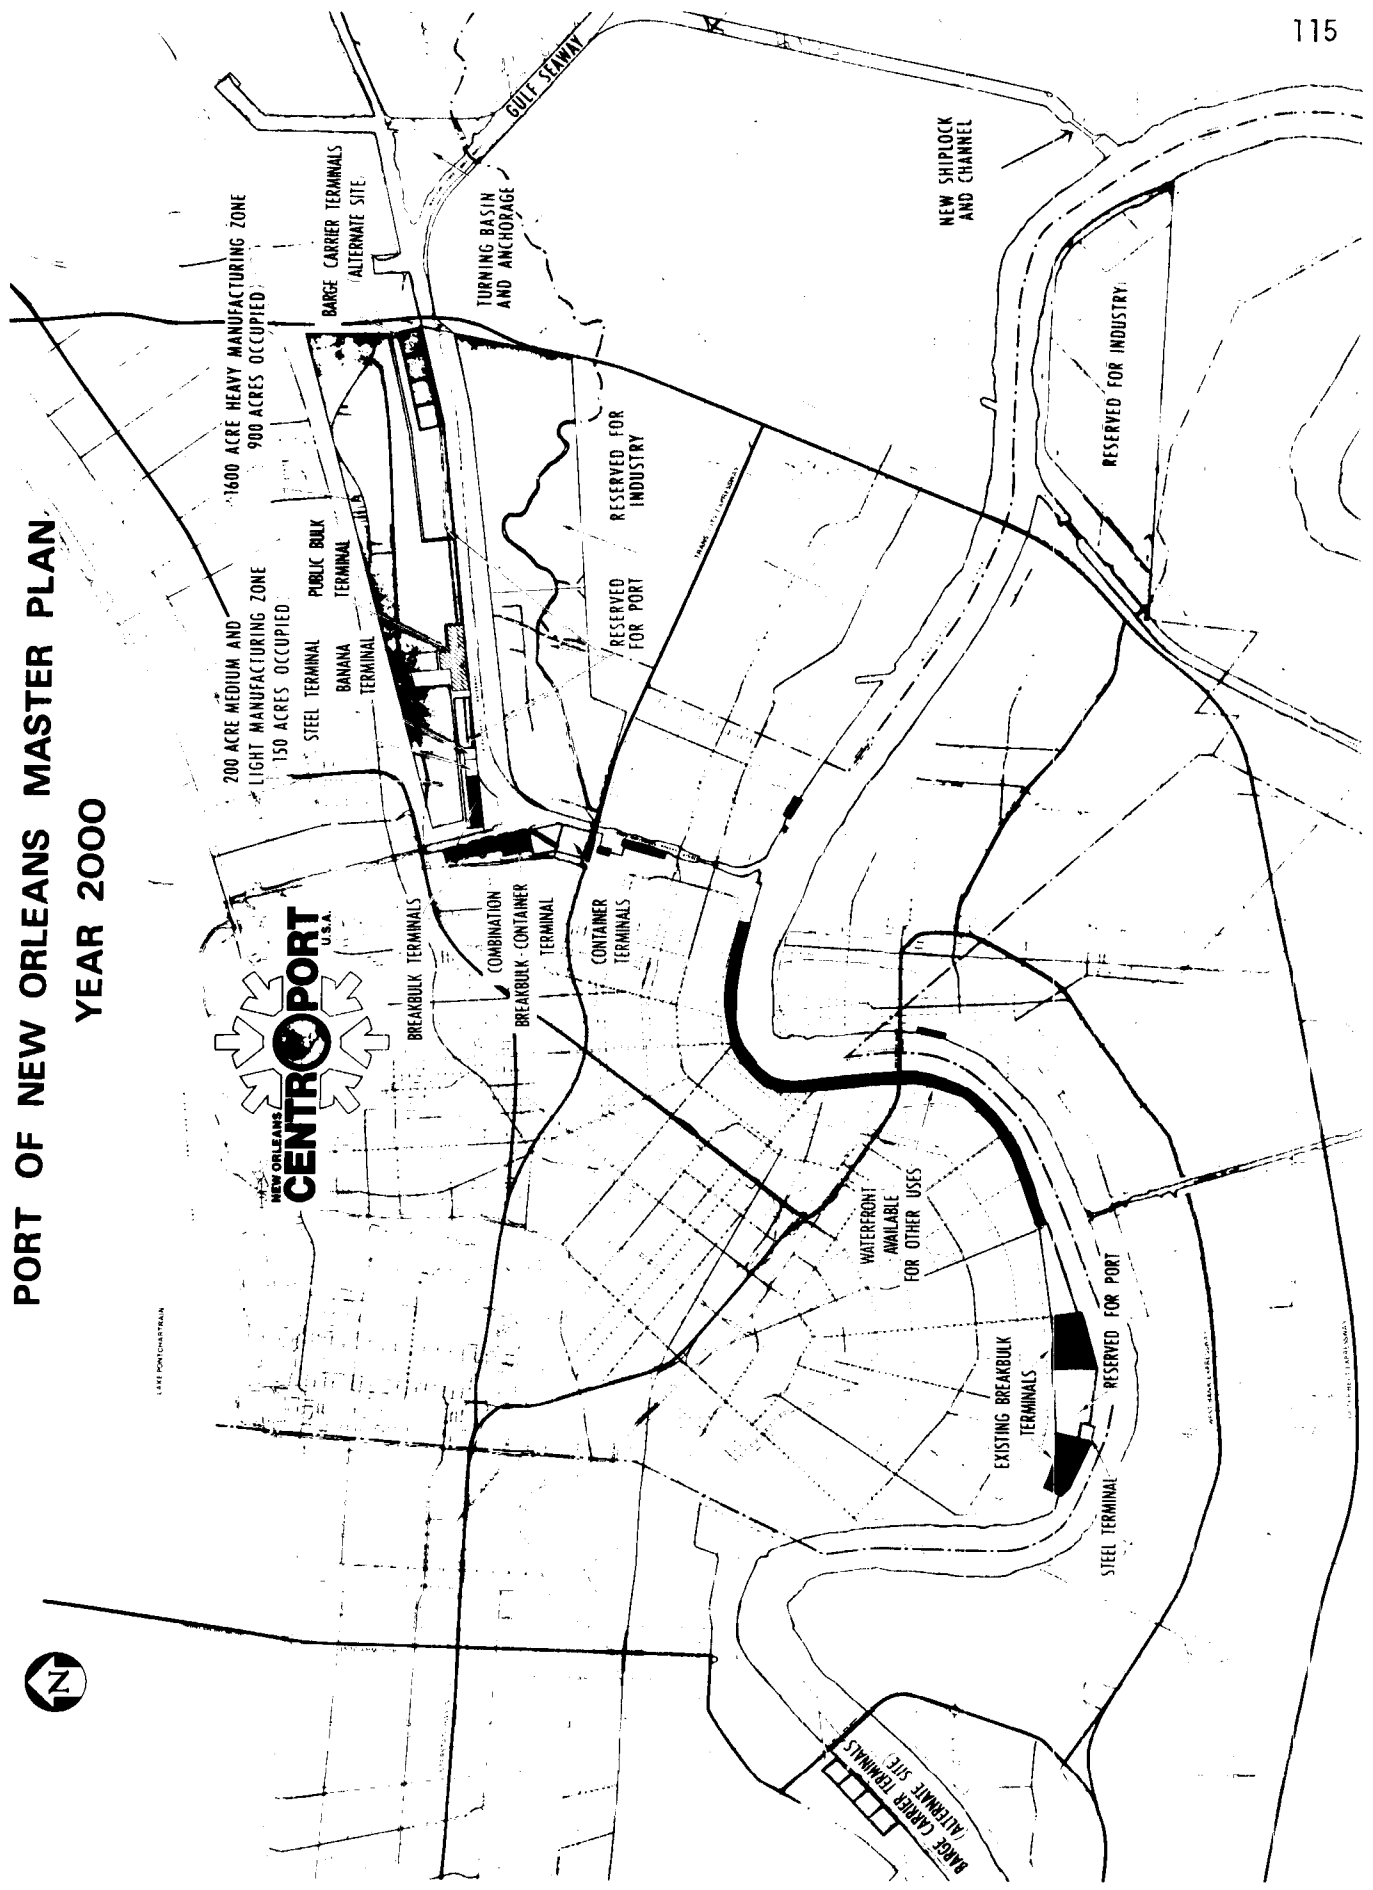 115
PORT OF NEW ORLEANS MASTER PLAN
YEAR 2000
N
LAKE PONTCHARTRAIN
NEW ORLEANS
CENTROPORT
U.S.A.
200 ACRE MEDIUM AND
LIGHT MANUFACTURING ZONE
150 ACRES OCCUPIED
1600 ACRE HEAVY MANUFACTURING ZONE
900 ACRES OCCUPIED
STEEL TERMINAL
BANANA
TERMINAL
PUBLIC BULK
TERMINAL
BARGE CARRIER TERMINALS
(ALTERNATE SITE)
GULF SEAWAY
TURNING BASIN
AND ANCHORAGE
BREAKBULK TERMINALS
COMBINATION
BREAKBULK-CONTAINER
TERMINAL
CONTAINER
TERMINALS
RESERVED
FOR PORT
RESERVED FOR
INDUSTRY
NEW SHIPLOCK
AND CHANNEL
RESERVED FOR INDUSTRY
WATERFRONT
AVAILABLE
FOR OTHER USES
EXISTING BREAKBULK
TERMINALS
STEEL TERMINAL
RESERVED FOR PORT
BARGE CARRIER TERMINALS
(ALTERNATE SITE)